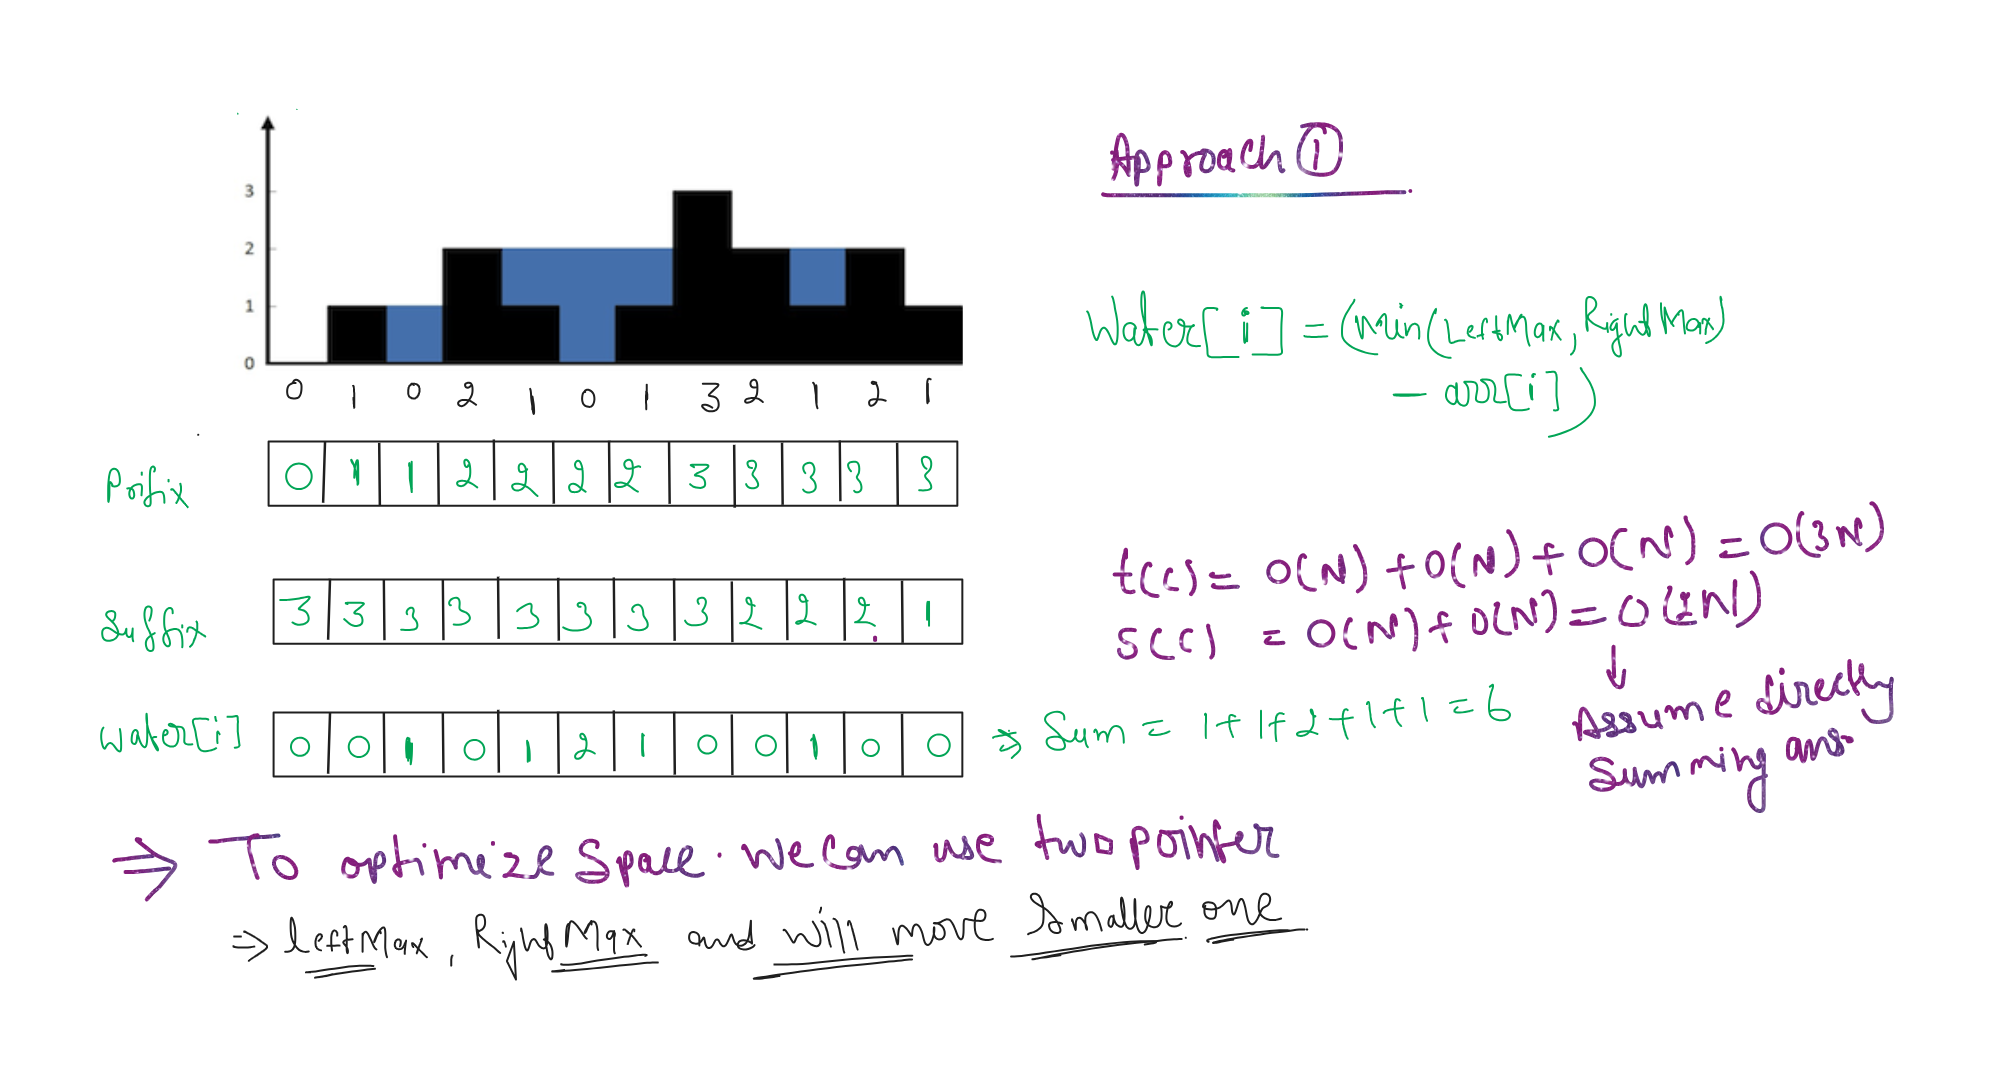 Approach ①
3
2
1
0
0 1 0 2 1 0 1 3 2 1 2 1
Water[i] = (min(LeftMax, RightMax)
- arr[i])
Prifix 0 1 1 2 2 2 2 3 3 3 3 3
Suffix 3 3 3 3 3 3 3 3 2 2 2 1
t(c) = O(N) + O(N) + O(N) = O(3N)
S(c) = O(N) + O(N) = O(2N)
↓
Assume directly
Summing ans
Water[i] 0 0 1 0 1 2 1 0 0 1 0 0 ⇒ Sum = 1+1+2+1+1 = 6
⇒ To optimize Space. We Can use two pointer
⇒ leftMax, RightMax and will move Smaller one